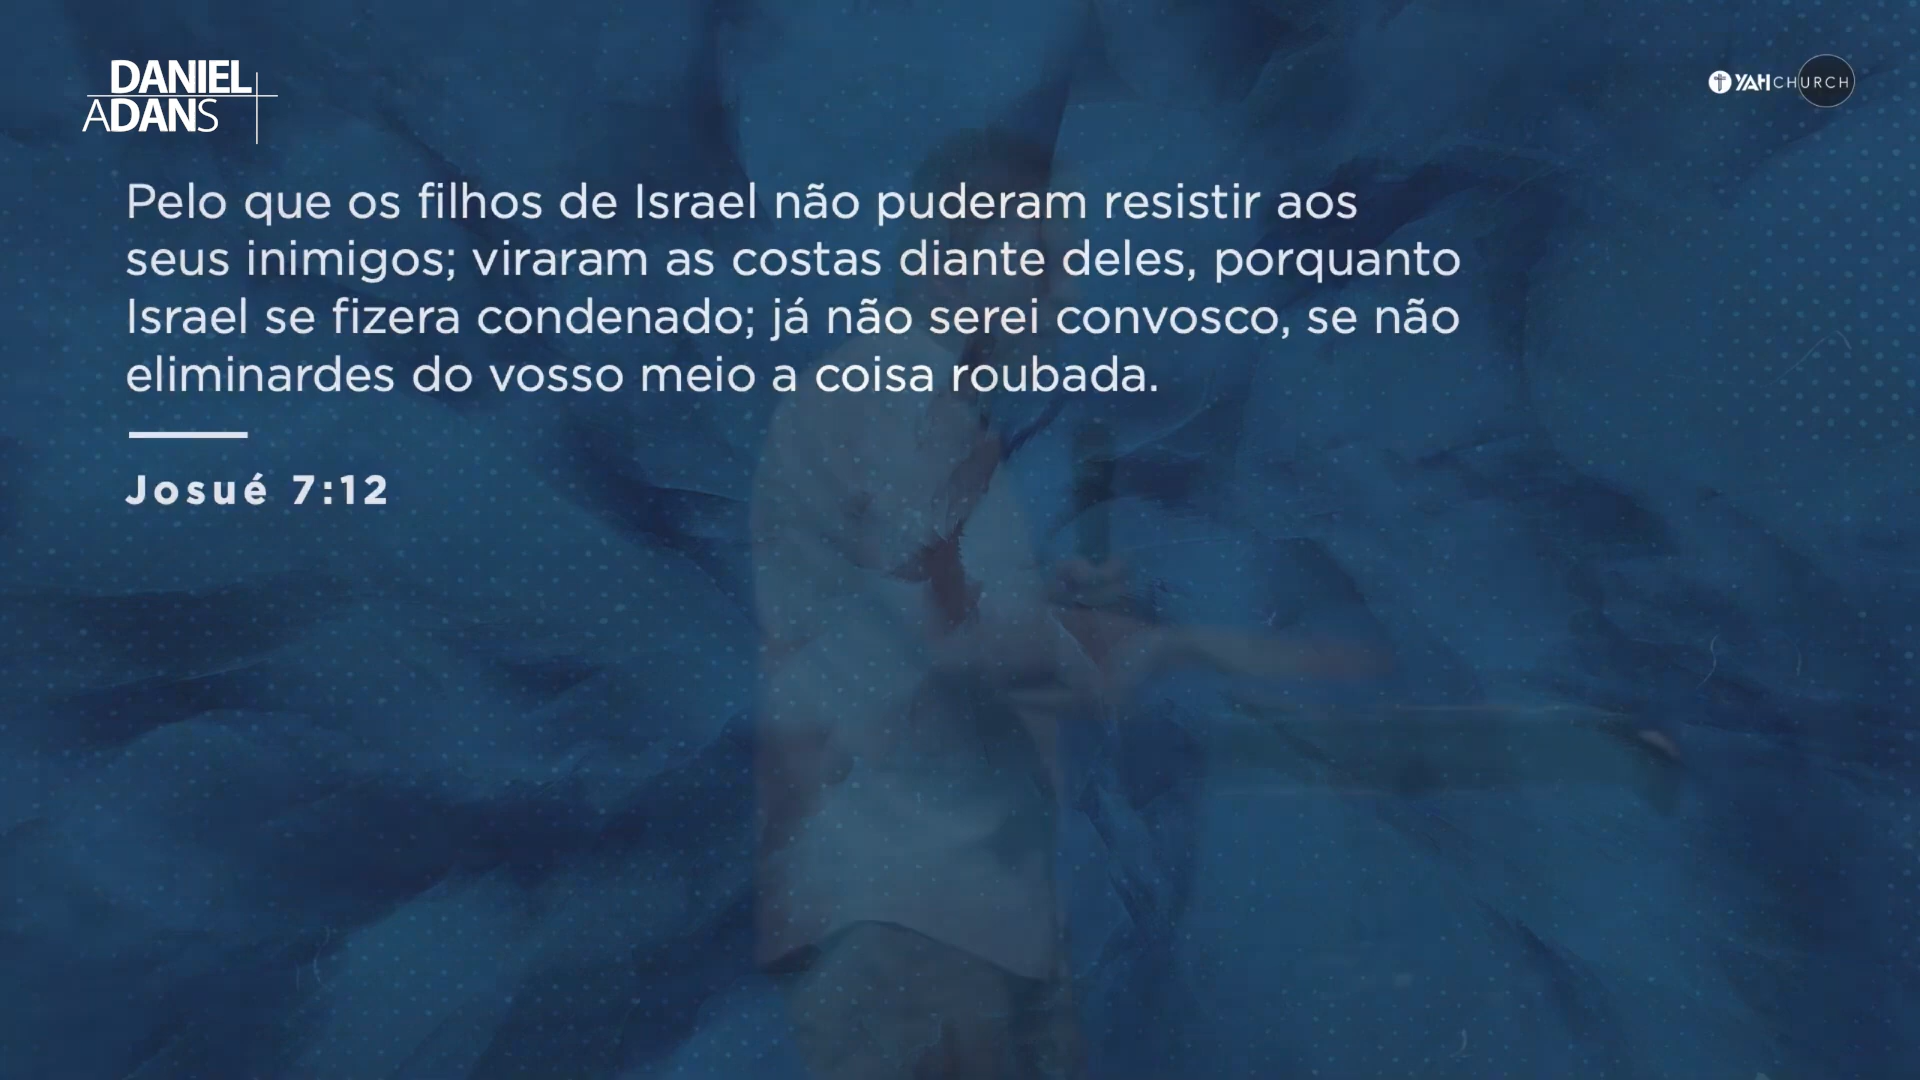 DANIEL
ADANS
YAH CHURCH
Pelo que os filhos de Israel não puderam resistir aos
seus inimigos; viraram as costas diante deles, porquanto
Israel se fizera condenado; já não serei convosco, se não
eliminardes do vosso meio a coisa roubada.
Josué 7:12